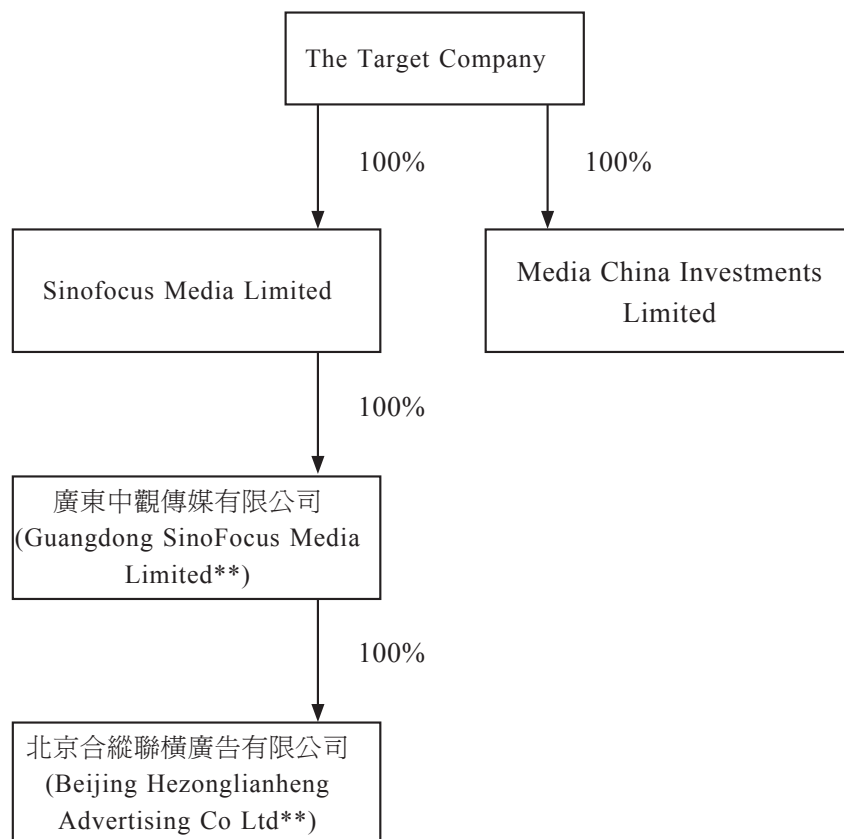 The Target Company
100%
100%
Sinofocus Media Limited
Media China Investments
Limited
100%
廣東中觀傳媒有限公司
(Guangdong SinoFocus Media
Limited**)
100%
北京合縱聯橫廣告有限公司
(Beijing Hezonglianheng
Advertising Co Ltd**)